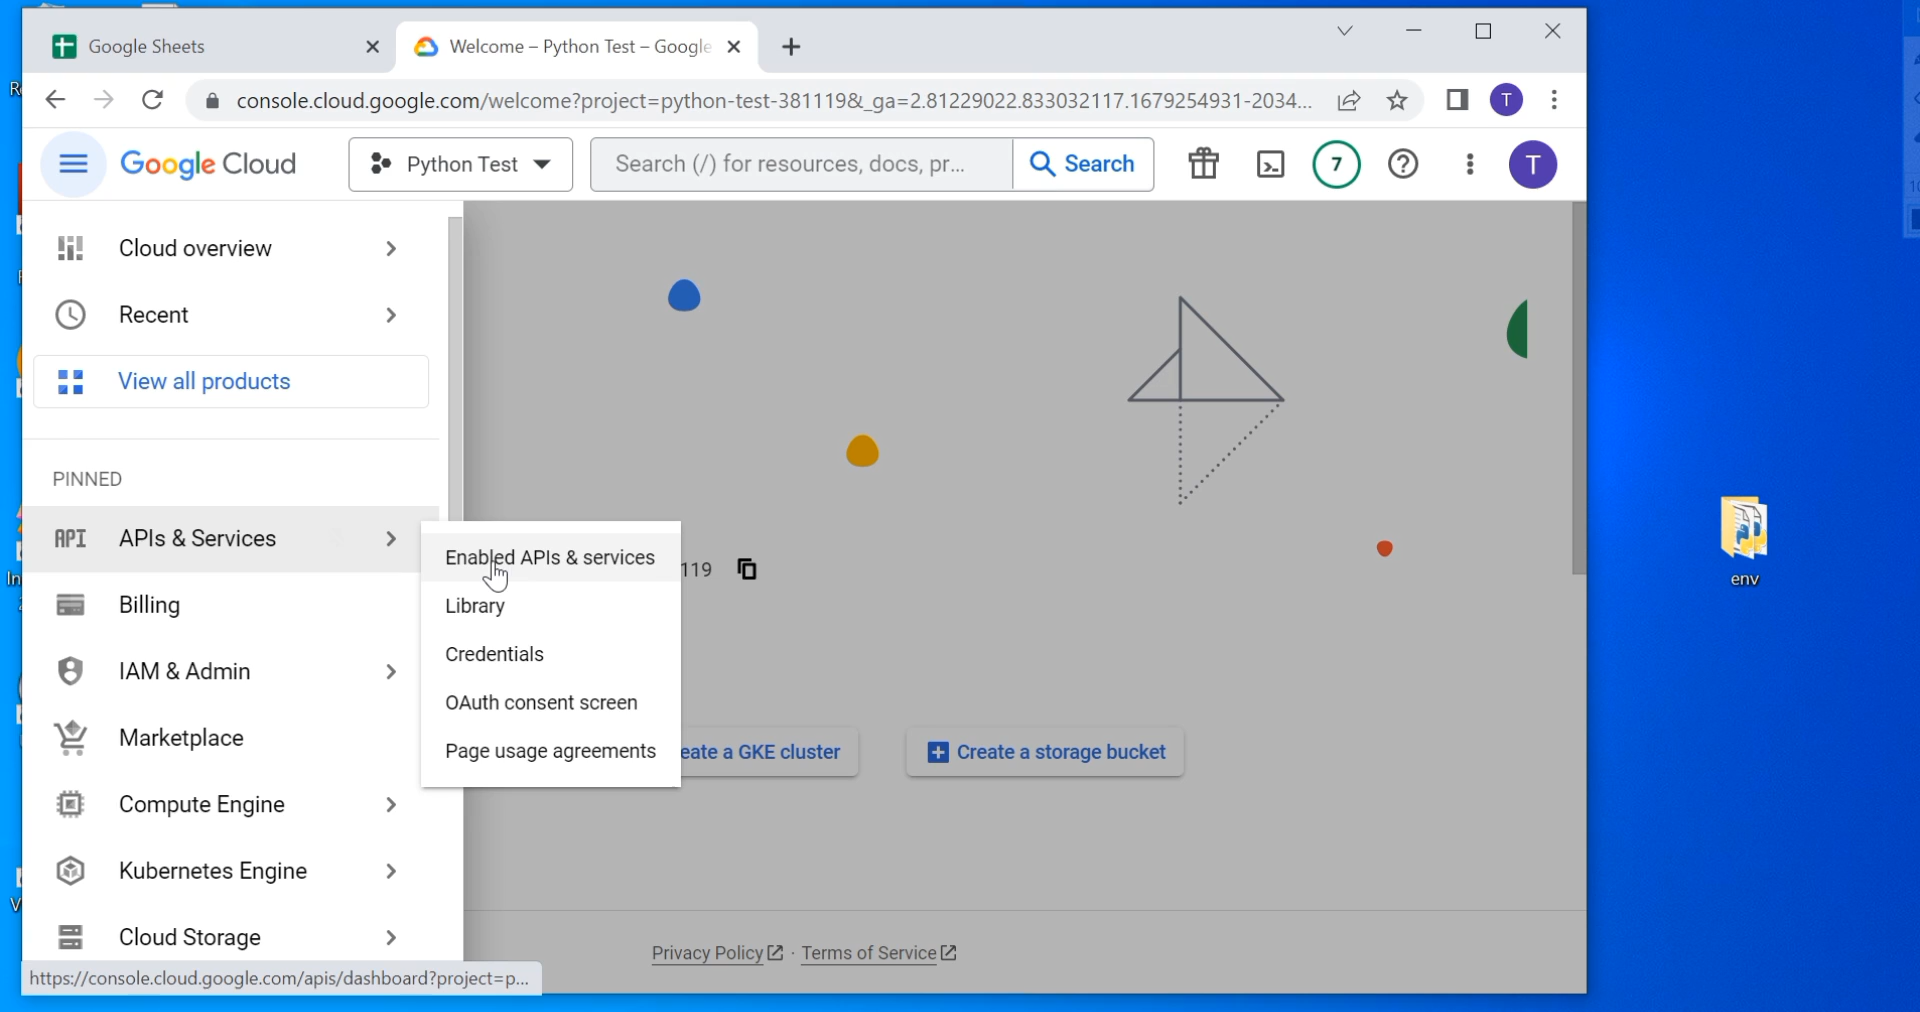 Google Sheets
Welcome – Python Test – Google
console.cloud.google.com/welcome?project=python-test-381119&_ga=2.81229022.833032117.1679254931-2034...
T
Google Cloud
Python Test
Search (/) for resources, docs, pr...
Search
7
T
Cloud overview
Recent
View all products
PINNED
API APIs & Services
Enabled APIs & services
119
Library
Billing
Credentials
IAM & Admin
OAuth consent screen
Marketplace
Page usage agreements
eate a GKE cluster
Create a storage bucket
Compute Engine
Kubernetes Engine
Cloud Storage
Privacy Policy · Terms of Service
https://console.cloud.google.com/apis/dashboard?project=p...
env